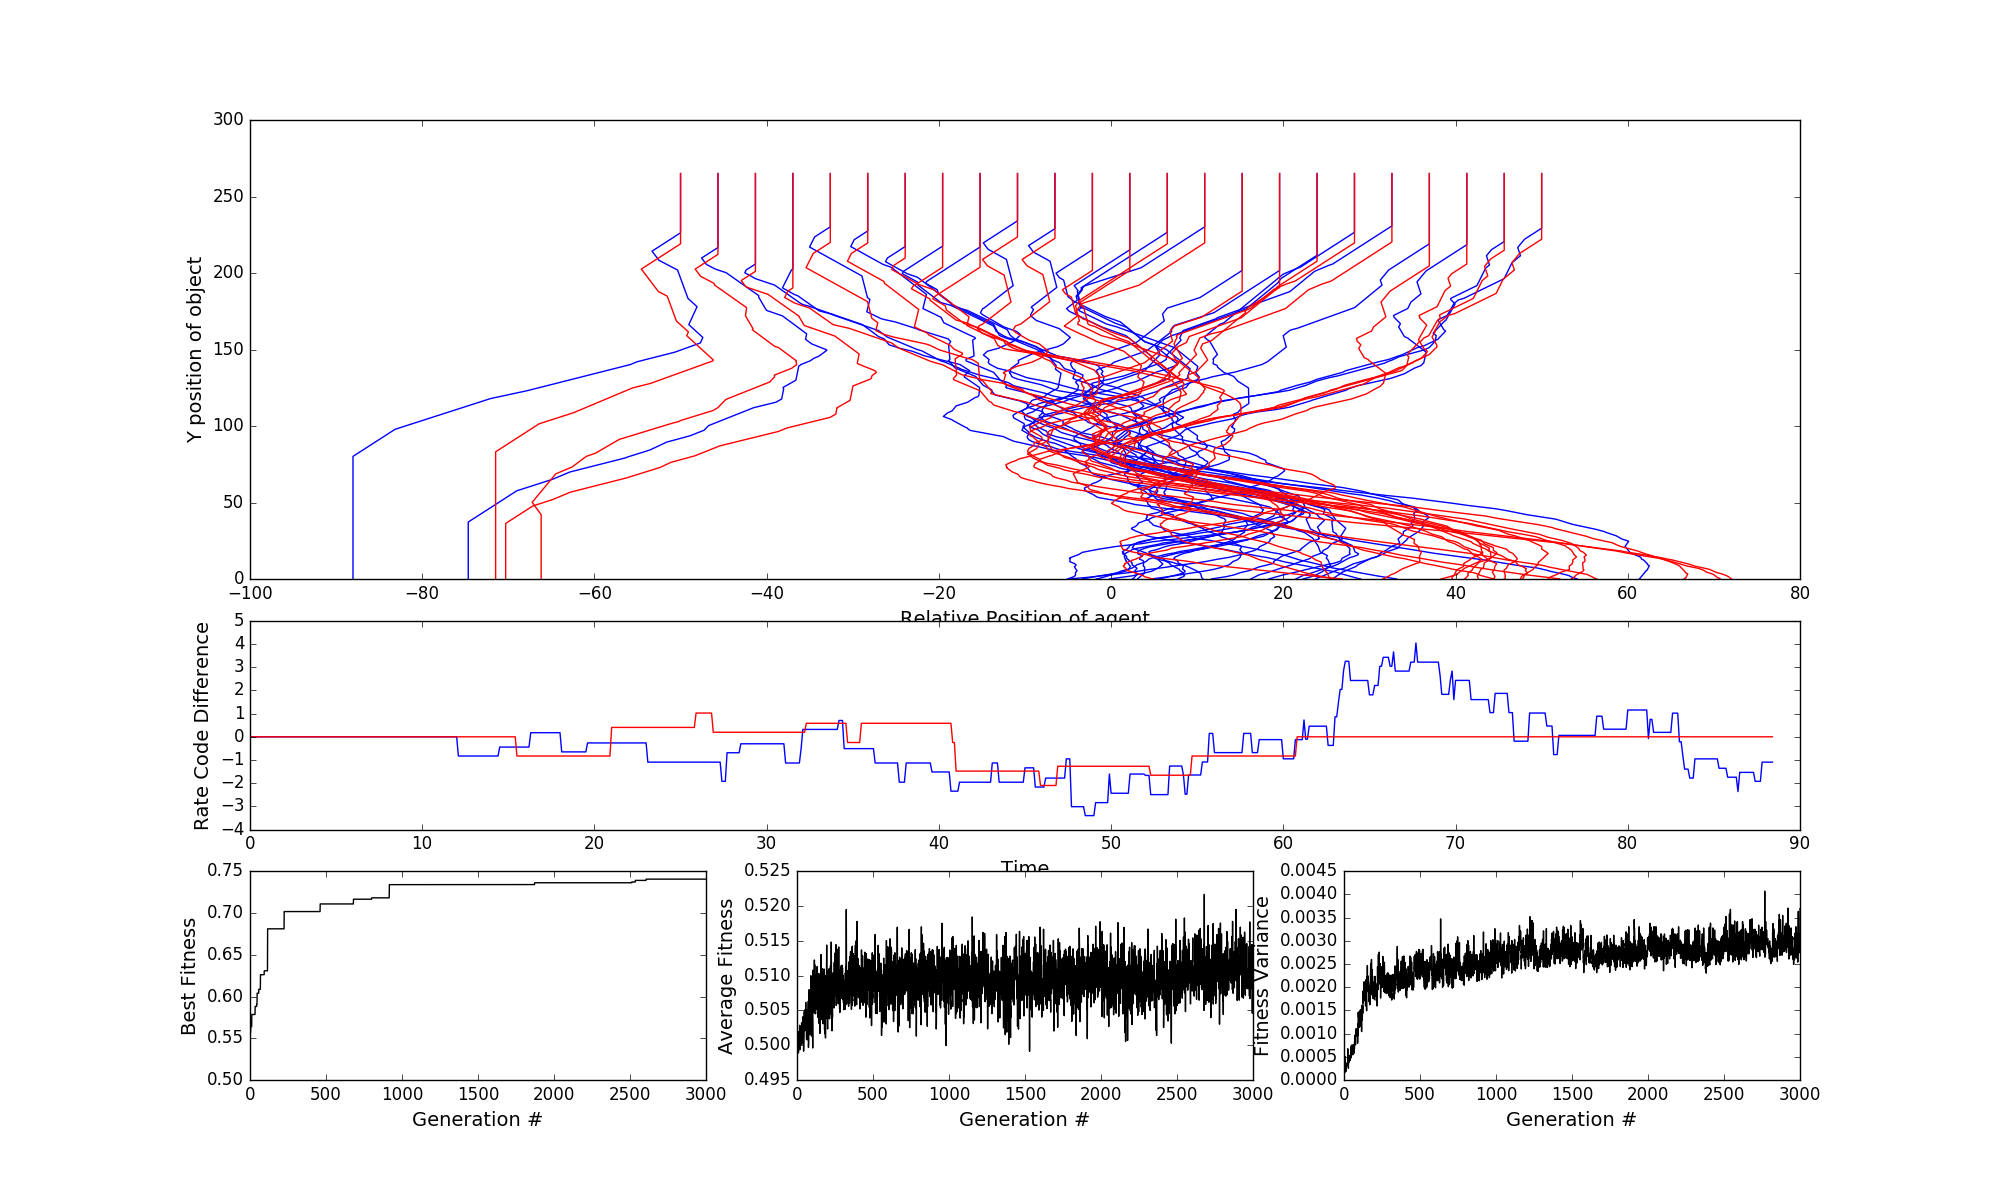 300
250
200
150
100
50
0
Y position of object
−100 −80 −60 −40 −20 0 20 40 60 80
Relative Position of agent
5
4
3
2
1
0
−1
−2
−3
−4
Rate Code Difference
0 10 20 30 40 50 60 70 80 90
Time
0.75
0.70
0.65
0.60
0.55
0.50
Best Fitness
0 500 1000 1500 2000 2500 3000
Generation #
0.525
0.520
0.515
0.510
0.505
0.500
0.495
Average Fitness
0 500 1000 1500 2000 2500 3000
Generation #
0.0045
0.0040
0.0035
0.0030
0.0025
0.0020
0.0015
0.0010
0.0005
0.0000
Fitness Variance
0 500 1000 1500 2000 2500 3000
Generation #